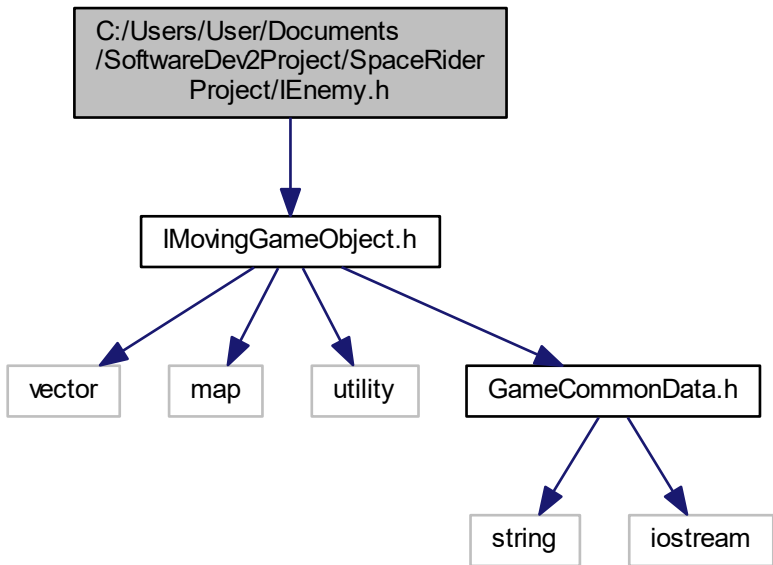 C:/Users/User/Documents
/SoftwareDev2Project/SpaceRider
Project/IEnemy.h
IMovingGameObject.h
vector
map
utility
GameCommonData.h
string
iostream